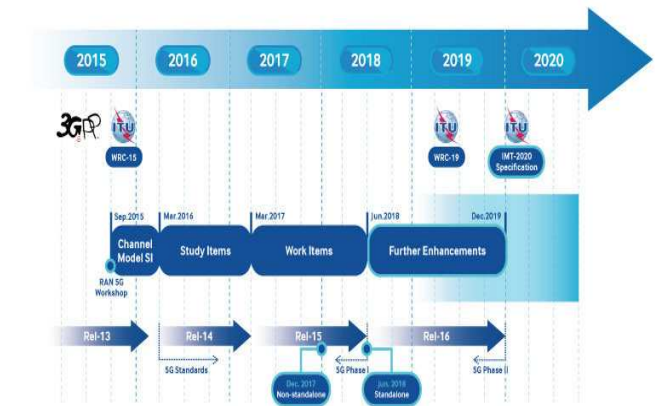 2015 2016 2017 2018 2019 2020
3GPP ITU ITU ITU
WRC-15 WRC-19 IMT-2020
Specification
Sep.2015 Mar.2016 Mar.2017 Jun.2018 Dec.2019
Channel
Model SI
Study Items Work Items Further Enhancements
RAN 5G
Workshop
Rel-13 Rel-14 Rel-15 Rel-16
5G Standards 5G Phase I 5G Phase II
Dec. 2017
Non-standalone
Jun. 2018
Standalone